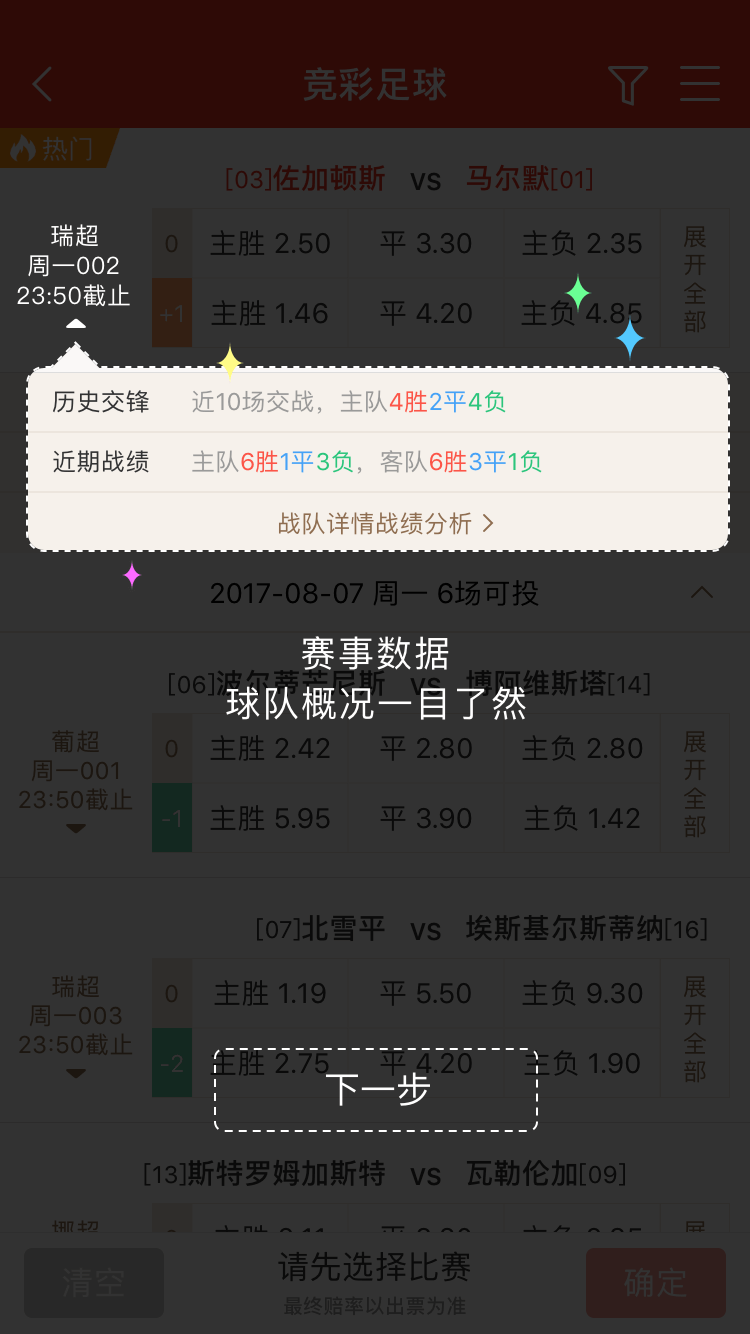 竞彩足球
热门
[03]佐加顿斯 vs 马尔默[01]
瑞超
周一002
23:50截止
0 主胜 2.50 平 3.30 主负 2.35
+1 主胜 1.46 平 4.20 主负 4.85
展开全部
历史交锋 近10场交战，主队4胜2平4负
近期战绩 主队6胜1平3负，客队6胜3平1负
战队详情战绩分析
2017-08-07 周一 6场可投
赛事数据
球队概况一目了然
[06]波尔蒂芒尼斯 vs 博阿维斯塔[14]
葡超
周一001
23:50截止
0 主胜 2.42 平 2.80 主负 2.80
-1 主胜 5.95 平 3.90 主负 1.42
展开全部
[07]北雪平 vs 埃斯基尔斯蒂纳[16]
瑞超
周一003
23:50截止
0 主胜 1.19 平 5.50 主负 9.30
-2 主胜 2.75 平 4.20 主负 1.90
展开全部
下一步
[13]斯特罗姆加斯特 vs 瓦勒伦加[09]
清空
请先选择比赛
最终赔率以出票为准
确定